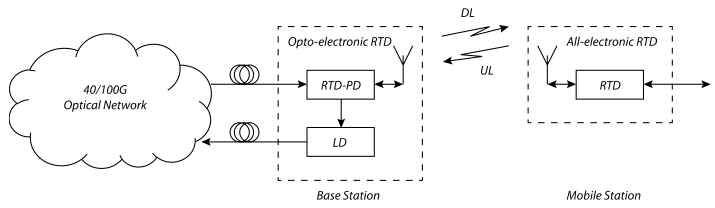 DL
Opto-electronic RTD
All-electronic RTD
UL
40/100G
Optical Network
RTD-PD
RTD
LD
Base Station
Mobile Station